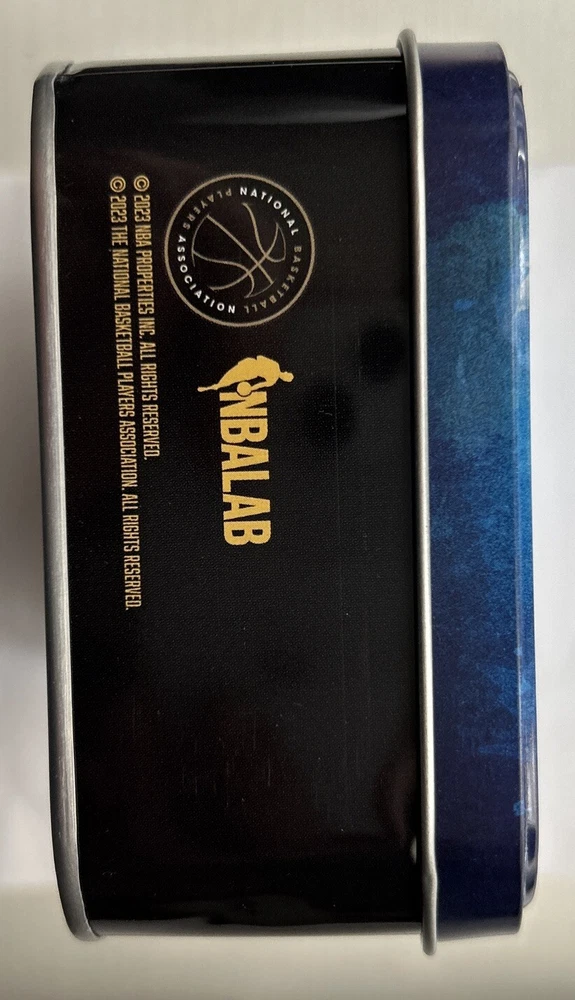 NATIONAL BASKETBALL PLAYERS ASSOCIATION
NBALAB
© 2023 NBA PROPERTIES INC. ALL RIGHTS RESERVED.
© 2023 THE NATIONAL BASKETBALL PLAYERS ASSOCIATION. ALL RIGHTS RESERVED.